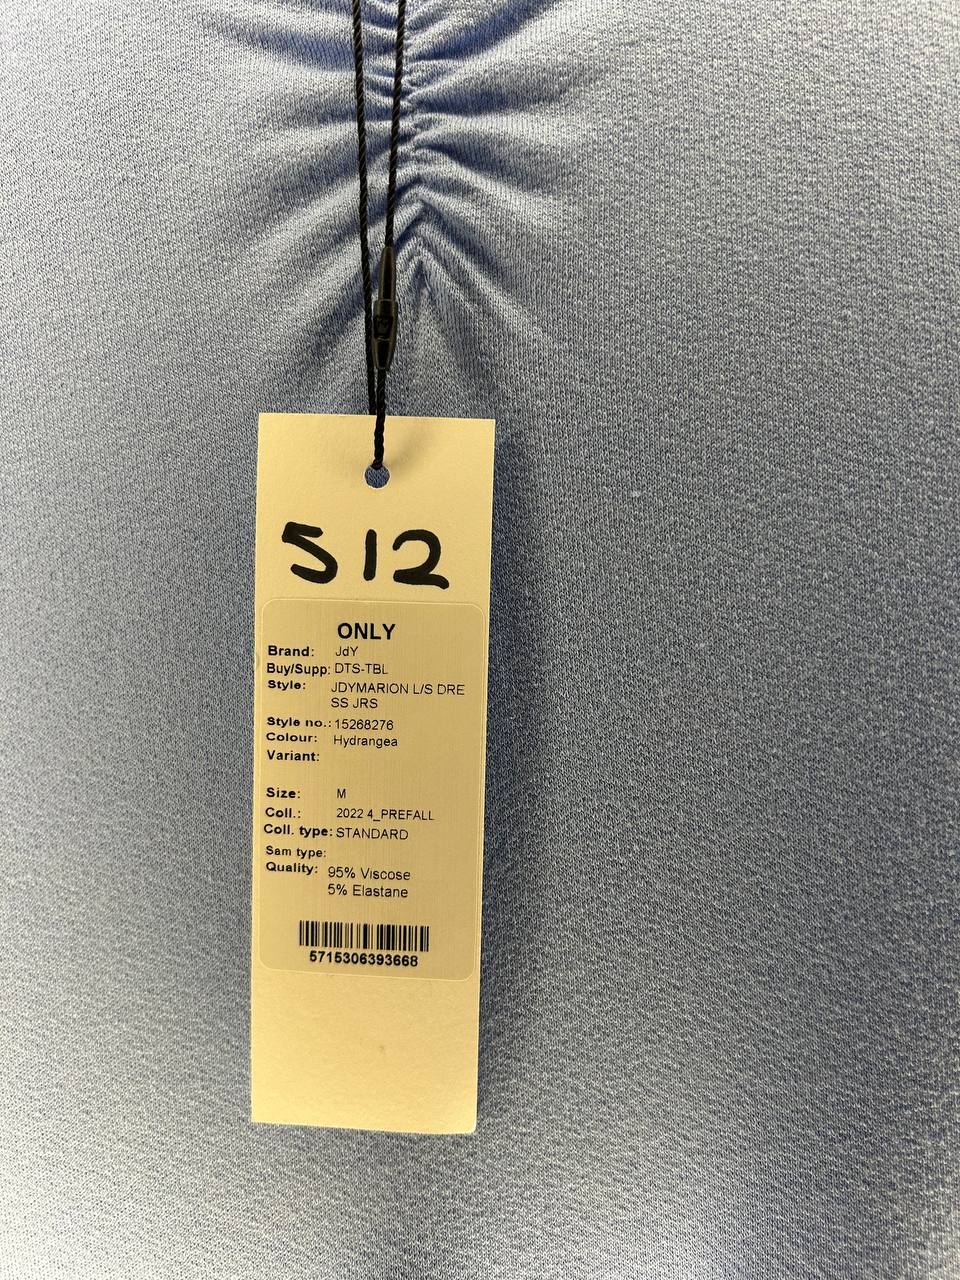 512
ONLY
Brand: JdY
Buy/Supp: DTS-TBL
Style: JDYMARION L/S DRE
SS JRS
Style no.: 15268276
Colour: Hydrangea
Variant:
Size: M
Coll.: 2022 4_PREFALL
Coll. type: STANDARD
Sam type:
Quality: 95% Viscose
5% Elastane
5715306393668